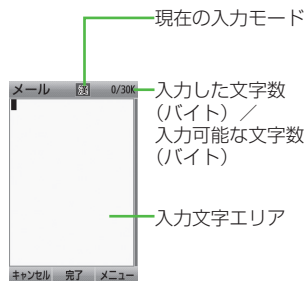 現在の入力モード
メール 漢 0/30K
入力した文字数
(バイト)／
入力可能な文字数
(バイト)
入力文字エリア
キャンセル 完了 メニュー